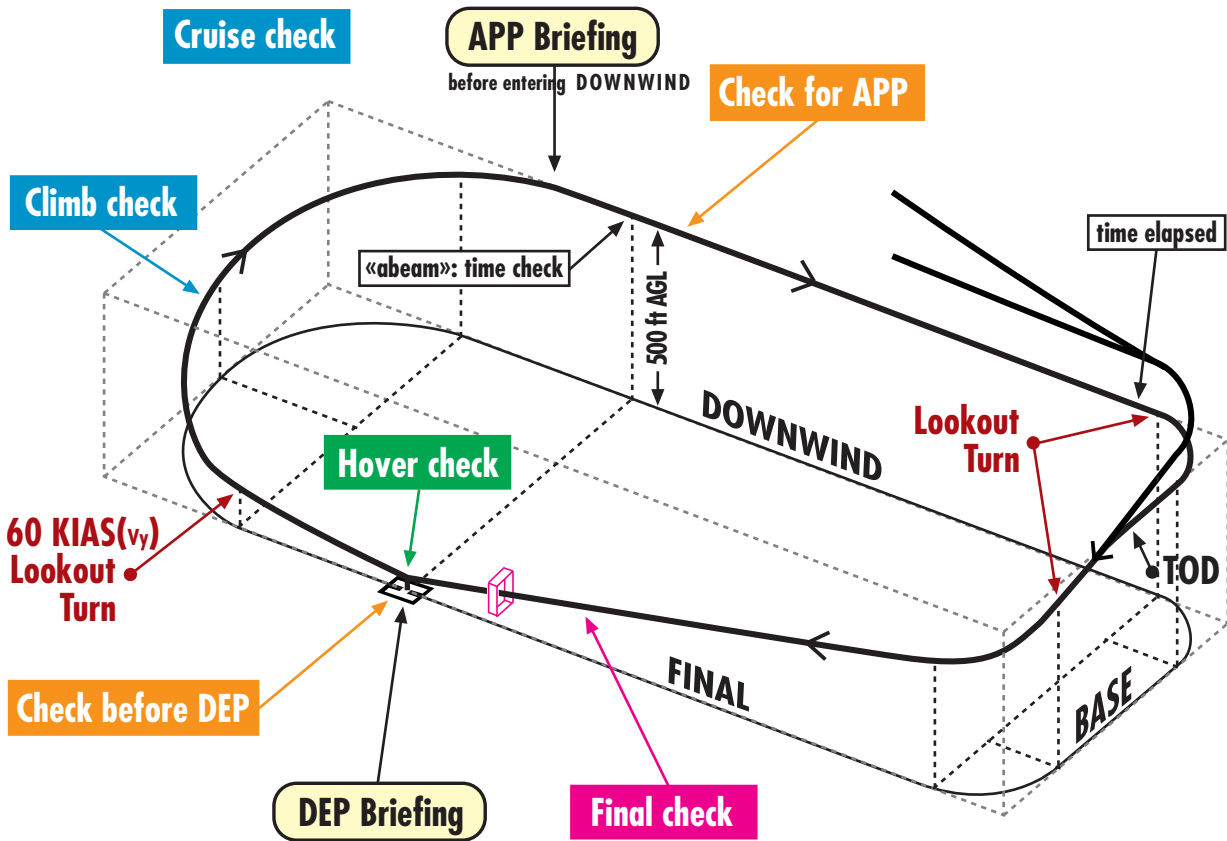 Cruise check
APP Briefing
before entering DOWNWIND
Check for APP
Climb check
«abeam»: time check
time elapsed
500 ft AGL
DOWNWIND
Lookout
Turn
Hover check
60 KIAS(Vy)
Lookout
Turn
TOD
FINAL
BASE
Check before DEP
DEP Briefing
Final check